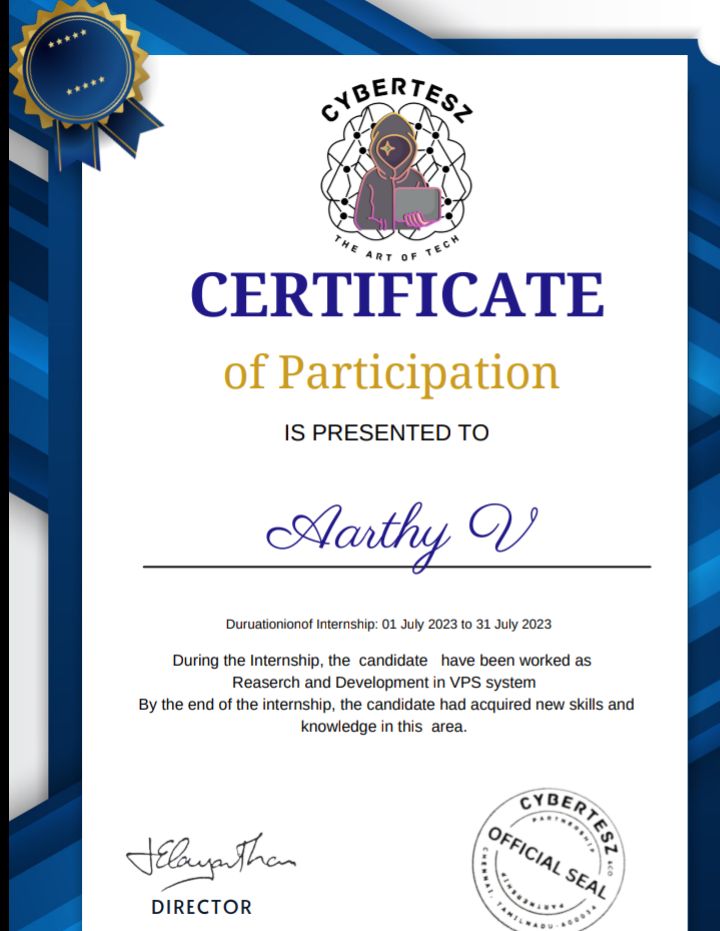 CYBERTESZ
THE ART OF TECH
CERTIFICATE
of Participation
IS PRESENTED TO
Aarthy V
Duruationionof Internship: 01 July 2023 to 31 July 2023
During the Internship, the candidate have been worked as
Reaserch and Development in VPS system
By the end of the internship, the candidate had acquired new skills and
knowledge in this area.
DIRECTOR
CYBERTESZ
PARTNERSHIP
OFFICIAL SEAL
PARTNERSHIP
&CO
CHENNAI, TAMILNADU-600034